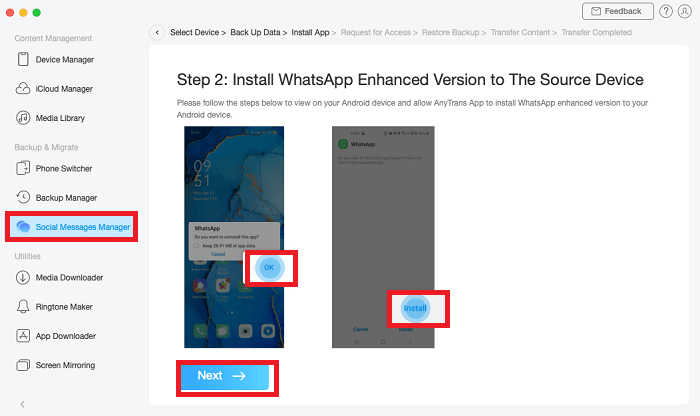 Feedback
Select Device > Back Up Data > Install App > Request for Access > Restore Backup > Transfer Content > Transfer Completed
Content Management
Device Manager
iCloud Manager
Media Library
Backup & Migrate
Phone Switcher
Backup Manager
Social Messages Manager
Utilities
Media Downloader
Ringtone Maker
App Downloader
Screen Mirroring
Step 2: Install WhatsApp Enhanced Version to The Source Device
Please follow the steps below to view on your Android device and allow AnyTrans App to install WhatsApp enhanced version to your
Android device.
09
51
WhatsApp
Do you want to uninstall this app?
Keep 20.01 MB of app data.
Cancel
OK
WhatsApp
Install
Cancel
Next